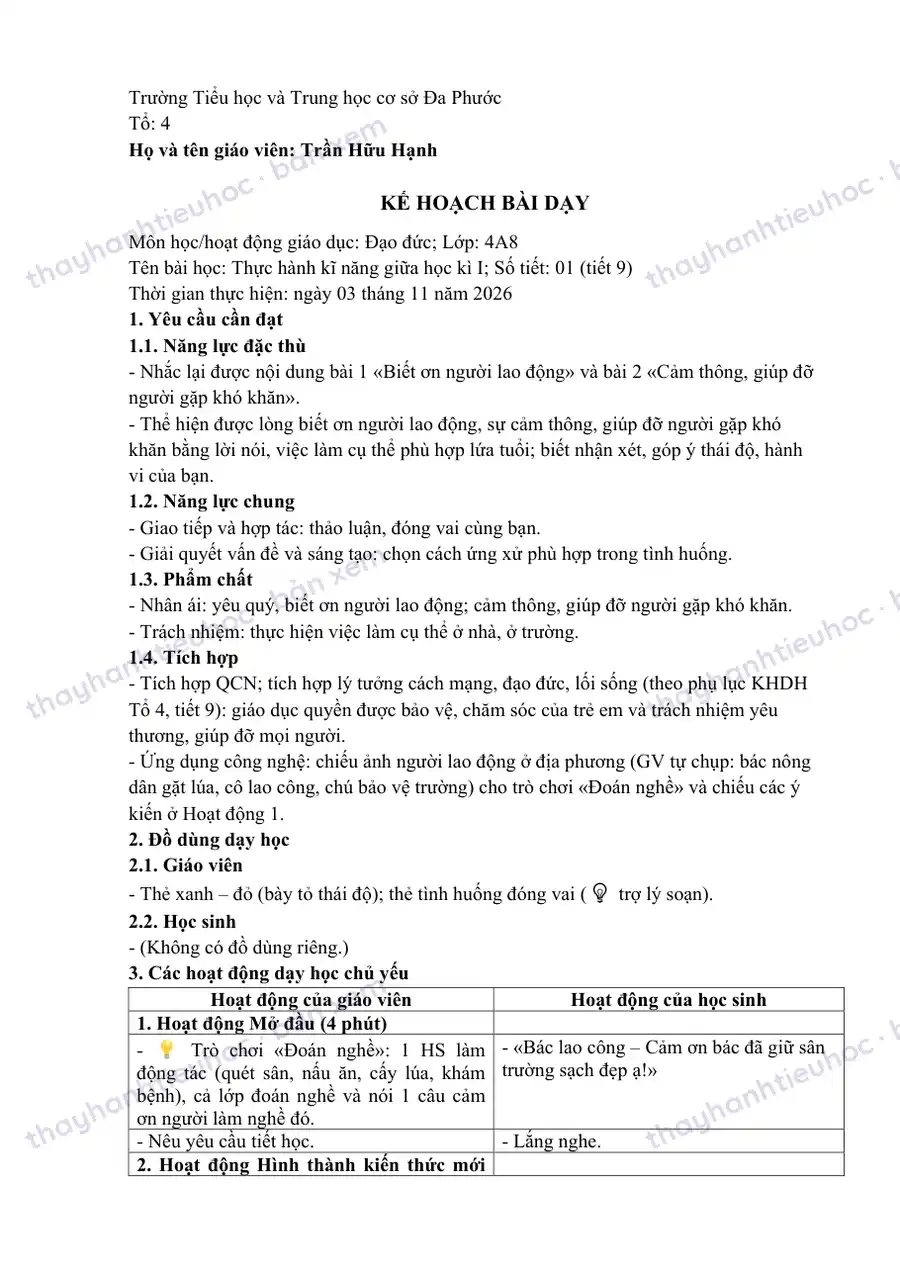 Trường Tiểu học và Trung học cơ sở Đa Phước
Tổ: 4
Họ và tên giáo viên: Trần Hữu Hạnh
KẾ HOẠCH BÀI DẠY
Môn học/hoạt động giáo dục: Đạo đức; Lớp: 4A8
Tên bài học: Thực hành kĩ năng giữa học kì I; Số tiết: 01 (tiết 9)
Thời gian thực hiện: ngày 03 tháng 11 năm 2026
1. Yêu cầu cần đạt
1.1. Năng lực đặc thù
- Nhắc lại được nội dung bài 1 «Biết ơn người lao động» và bài 2 «Cảm thông, giúp đỡ
người gặp khó khăn».
- Thể hiện được lòng biết ơn người lao động, sự cảm thông, giúp đỡ người gặp khó
khăn bằng lời nói, việc làm cụ thể phù hợp lứa tuổi; biết nhận xét, góp ý thái độ, hành
vi của bạn.
1.2. Năng lực chung
- Giao tiếp và hợp tác: thảo luận, đóng vai cùng bạn.
- Giải quyết vấn đề và sáng tạo: chọn cách ứng xử phù hợp trong tình huống.
1.3. Phẩm chất
- Nhân ái: yêu quý, biết ơn người lao động; cảm thông, giúp đỡ người gặp khó khăn.
- Trách nhiệm: thực hiện việc làm cụ thể ở nhà, ở trường.
1.4. Tích hợp
- Tích hợp QCN; tích hợp lý tưởng cách mạng, đạo đức, lối sống (theo phụ lục KHDH
Tổ 4, tiết 9): giáo dục quyền được bảo vệ, chăm sóc của trẻ em và trách nhiệm yêu
thương, giúp đỡ mọi người.
- Ứng dụng công nghệ: chiếu ảnh người lao động ở địa phương (GV tự chụp: bác nông
dân gặt lúa, cô lao công, chú bảo vệ trường) cho trò chơi «Đoán nghề» và chiếu các ý
kiến ở Hoạt động 1.
2. Đồ dùng dạy học
2.1. Giáo viên
- Thẻ xanh – đỏ (bày tỏ thái độ); thẻ tình huống đóng vai ( trợ lý soạn).
2.2. Học sinh
- (Không có đồ dùng riêng.)
3. Các hoạt động dạy học chủ yếu
Hoạt động của giáo viên
Hoạt động của học sinh
1. Hoạt động Mở đầu (4 phút)
- Trò chơi «Đoán nghề»: 1 HS làm
động tác (quét sân, nấu ăn, cấy lúa, khám
bệnh), cả lớp đoán nghề và nói 1 câu cảm
ơn người làm nghề đó.
- «Bác lao công – Cảm ơn bác đã giữ sân
trường sạch đẹp ạ!»
- Nêu yêu cầu tiết học.
- Lắng nghe.
2. Hoạt động Hình thành kiến thức mới
thayhanhtieuhoc · bản xem
thayhanhtieuhoc · b
thayhanhtieuhoc · bản xem
thayhanhtieuhoc · b
thayhanhtieuhoc · bản xem
thayhanhtieuhoc · b